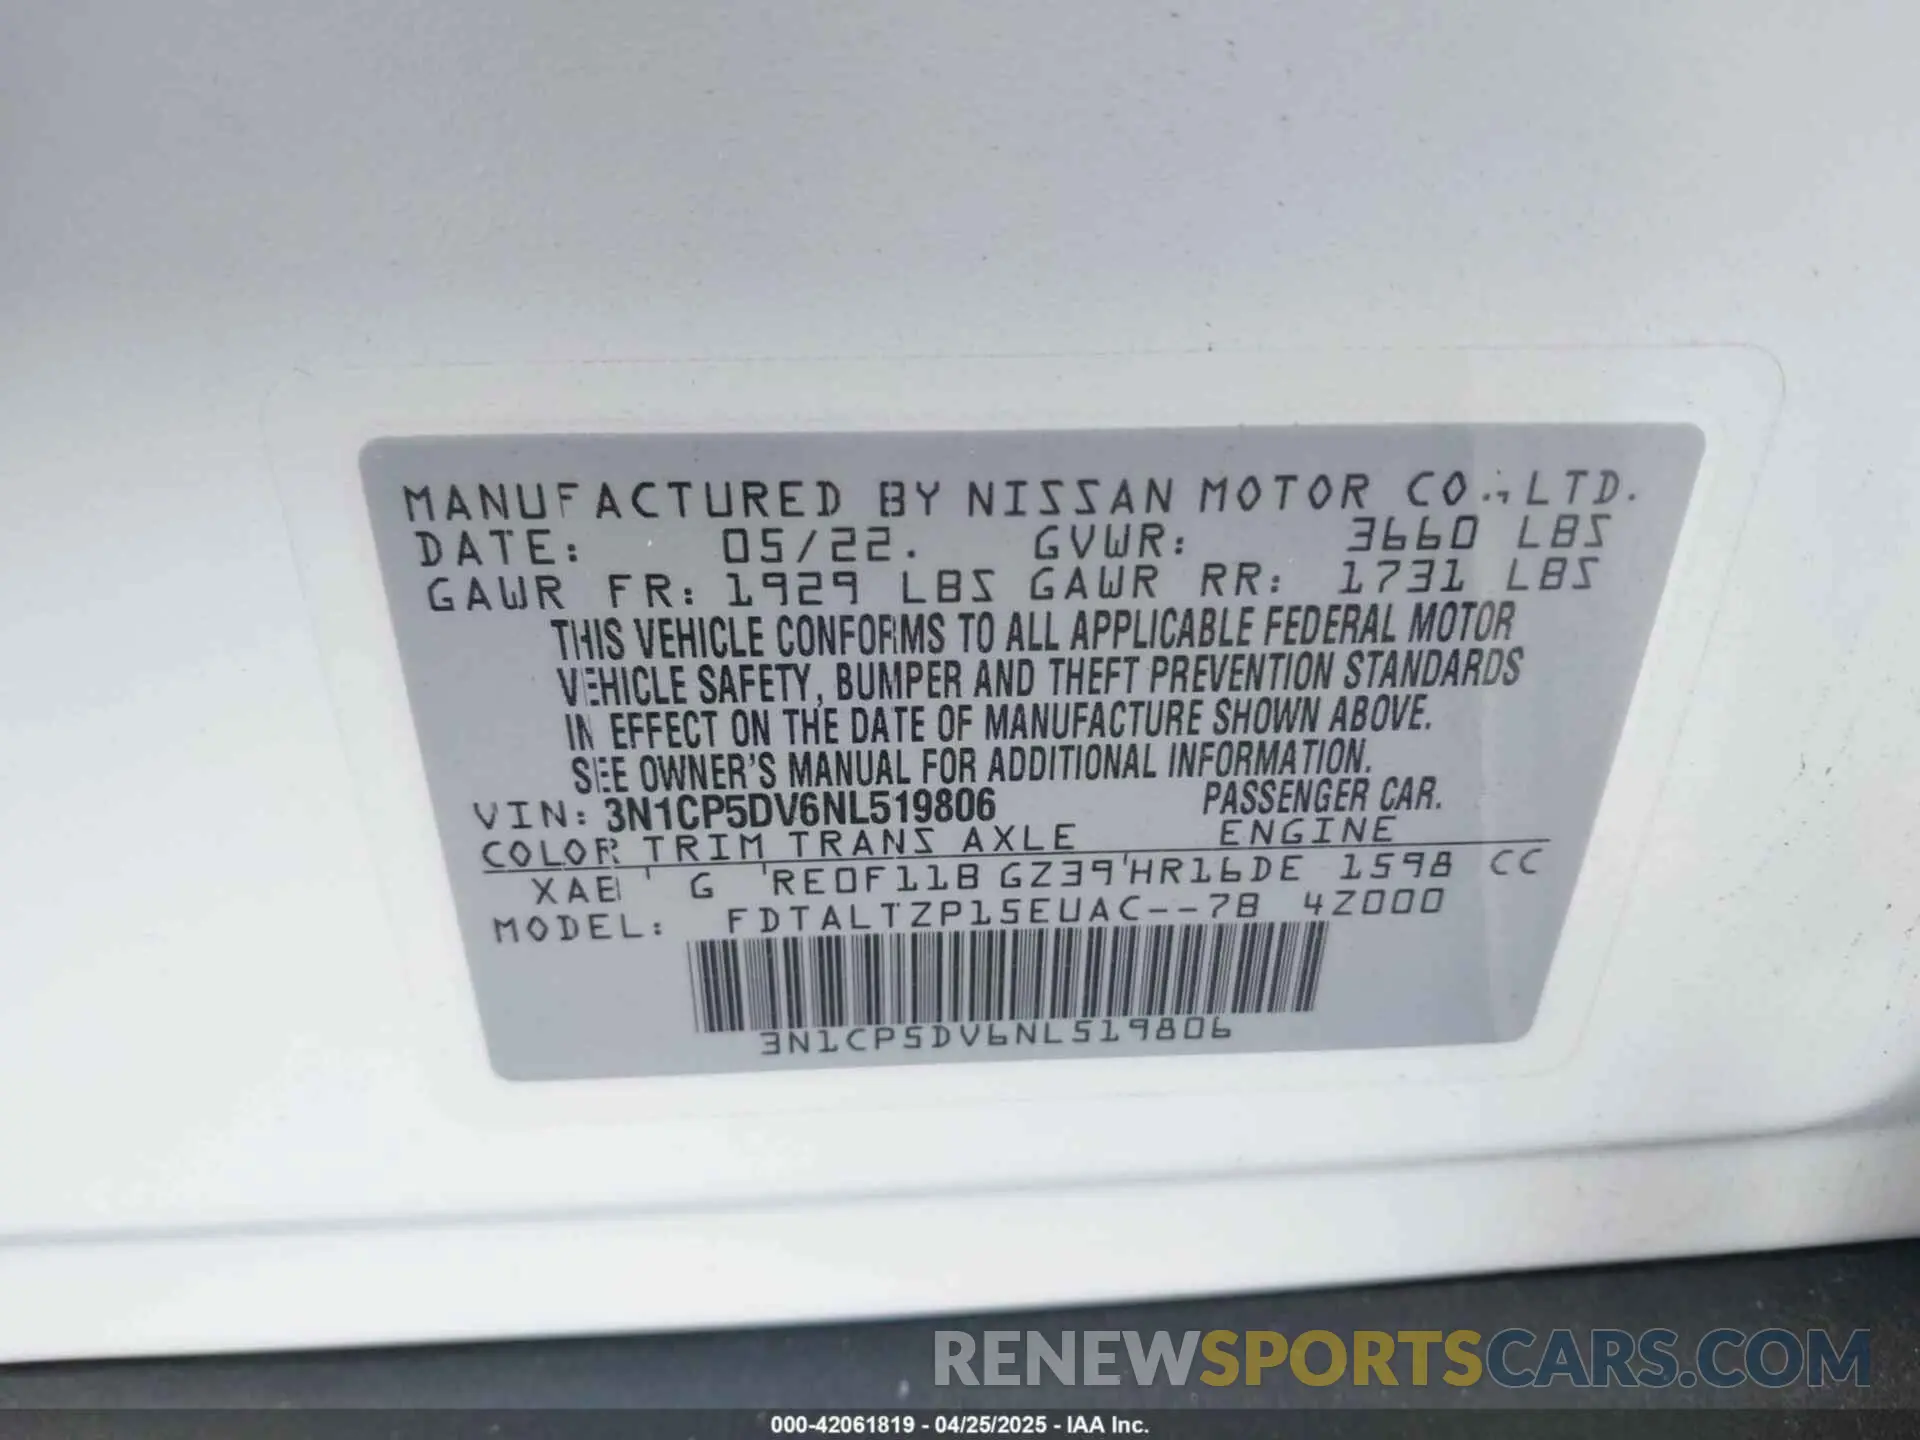 MANUFACTURED BY NISSAN MOTOR CO., LTD.
DATE: 05/22. GVWR: 3660 LBS
GAWR FR: 1929 LBS GAWR RR: 1731 LBS
THIS VEHICLE CONFORMS TO ALL APPLICABLE FEDERAL MOTOR
VEHICLE SAFETY, BUMPER AND THEFT PREVENTION STANDARDS
IN EFFECT ON THE DATE OF MANUFACTURE SHOWN ABOVE.
SEE OWNER'S MANUAL FOR ADDITIONAL INFORMATION.
VIN: 3N1CP5DV6NL519806 PASSENGER CAR.
COLOR TRIM TRANS AXLE ENGINE
XAB ' G 'RE0F11B GZ39'HR16DE 1598 CC
MODEL: FDTALTZP15EUAC--7B 4Z000
3N1CP5DV6NL519806
RENEWSPORTSCARS.COM
000-42061819 - 04/25/2025 - IAA Inc.